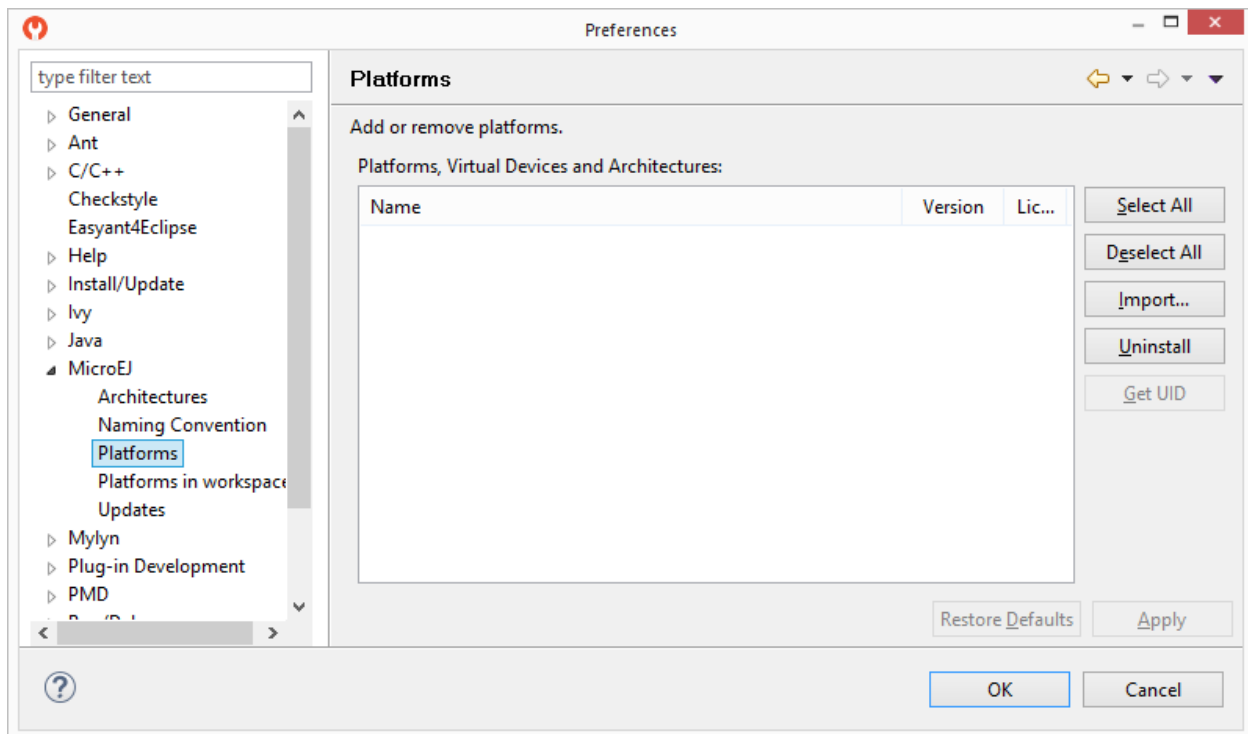 Preferences
type filter text
General
Ant
C/C++
Checkstyle
Easyant4Eclipse
Help
Install/Update
Ivy
Java
MicroEJ
Architectures
Naming Convention
Platforms
Platforms in workspace
Updates
Mylyn
Plug-in Development
PMD
Platforms
Add or remove platforms.
Platforms, Virtual Devices and Architectures:
Name Version Lic...
Select All
Deselect All
Import...
Uninstall
Get UID
Restore Defaults Apply
OK Cancel